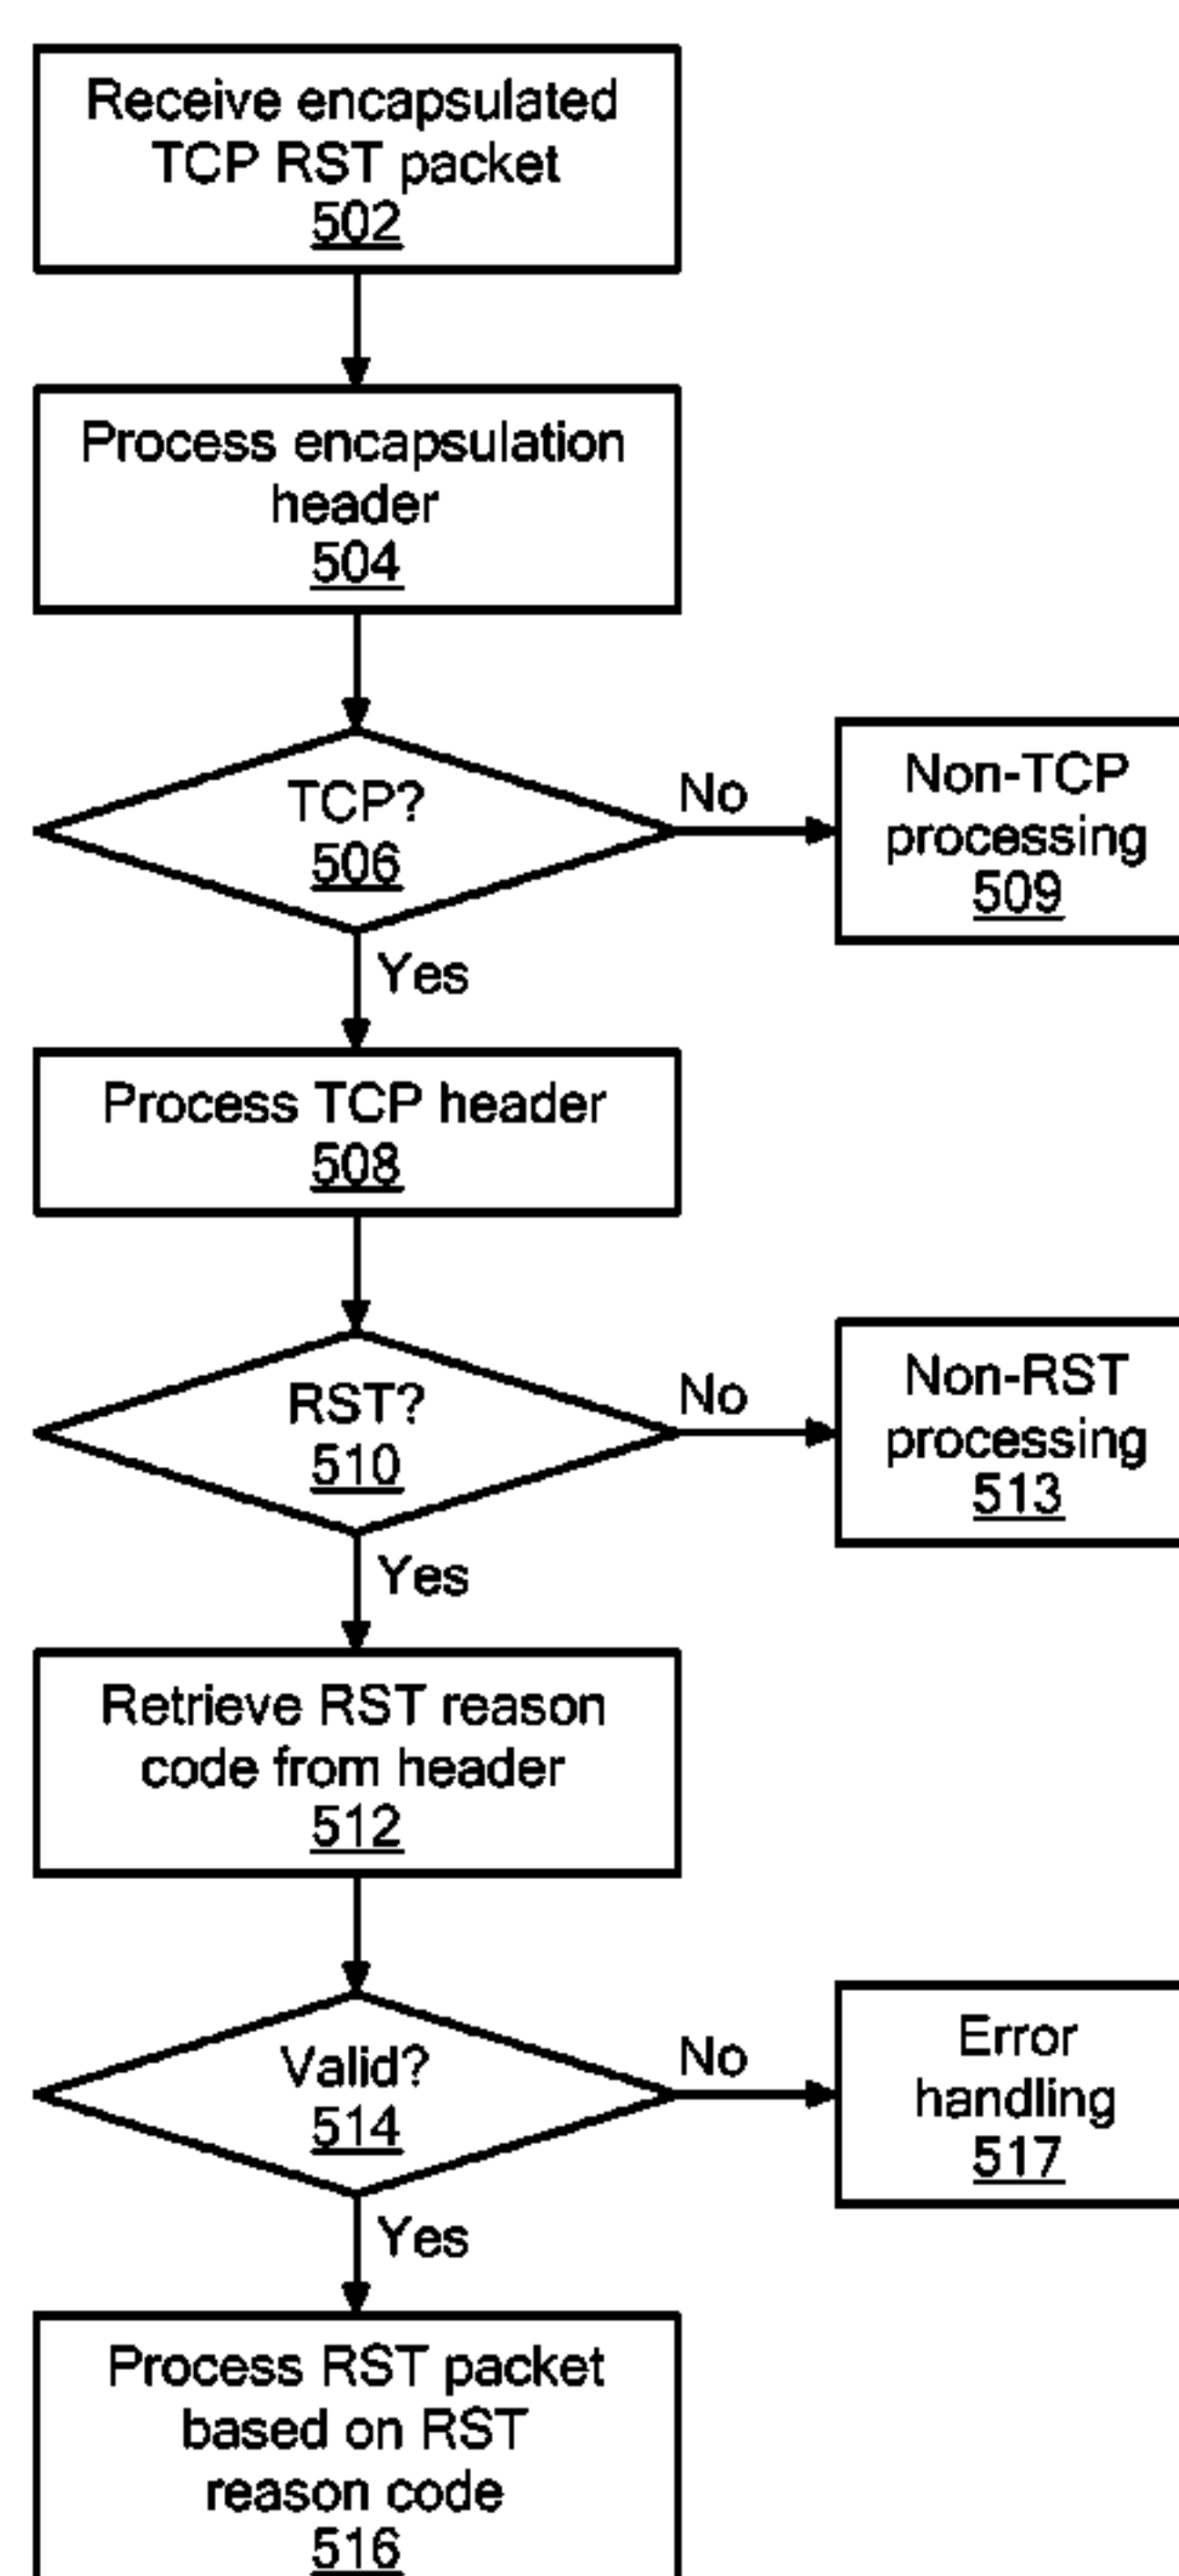 Receive encapsulated
TCP RST packet
502
Process encapsulation
header
504
TCP?
506
No
Non-TCP
processing
509
Yes
Process TCP header
508
RST?
510
No
Non-RST
processing
513
Yes
Retrieve RST reason
code from header
512
Valid?
514
No
Error
handling
517
Yes
Process RST packet
based on RST
reason code
516